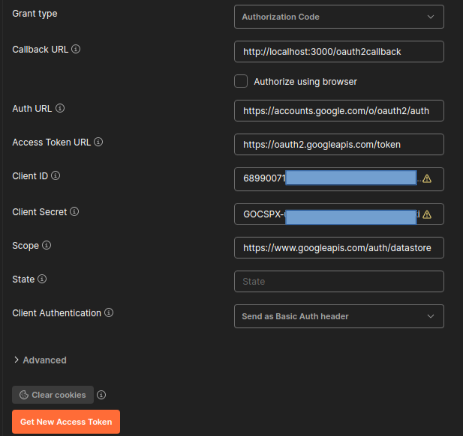 Grant type
Authorization Code
Callback URL
http://localhost:3000/oauth2callback
Authorize using browser
Auth URL
https://accounts.google.com/o/oauth2/auth
Access Token URL
https://oauth2.googleapis.com/token
Client ID
68990071
Client Secret
GOCSPX-
Scope
https://www.googleapis.com/auth/datastore
State
State
Client Authentication
Send as Basic Auth header
Advanced
Clear cookies
Get New Access Token